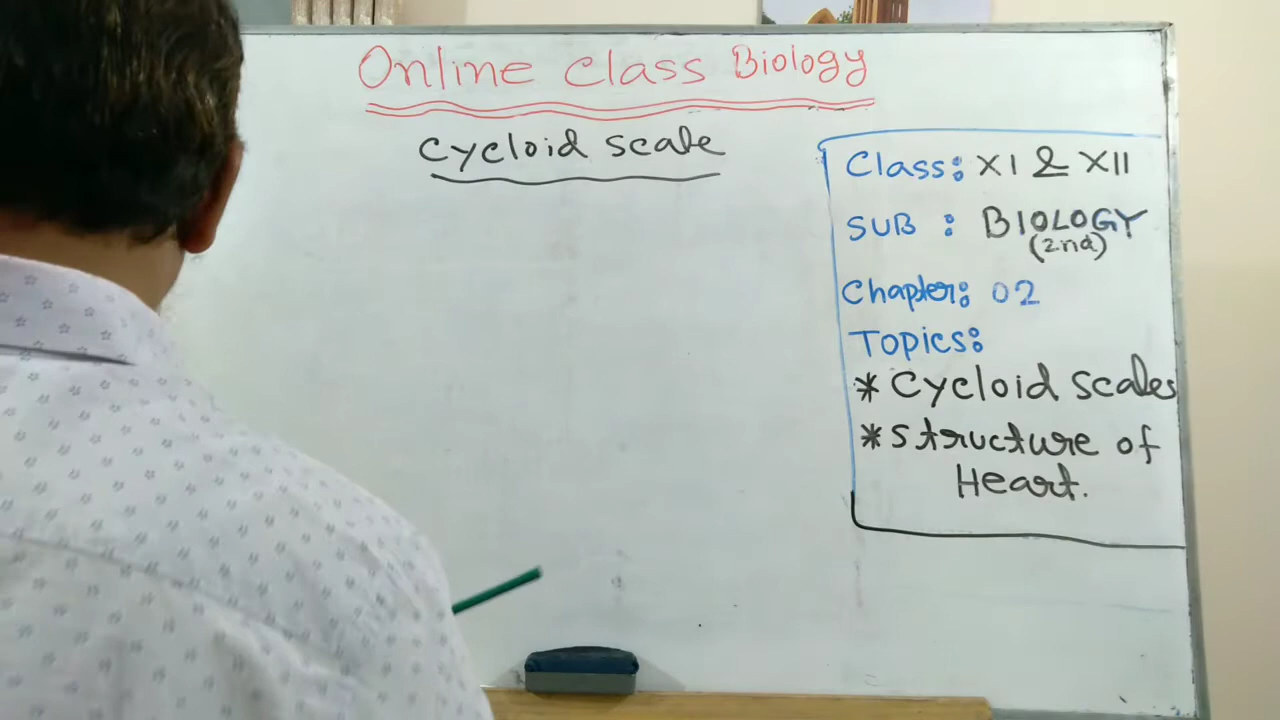 Online Class Biology
Cycloid scale
Class: XI & XII
SUB : BIOLOGY
(2nd)
Chapter: 02
Topics:
* Cycloid Scales
* Structure of
Heart.